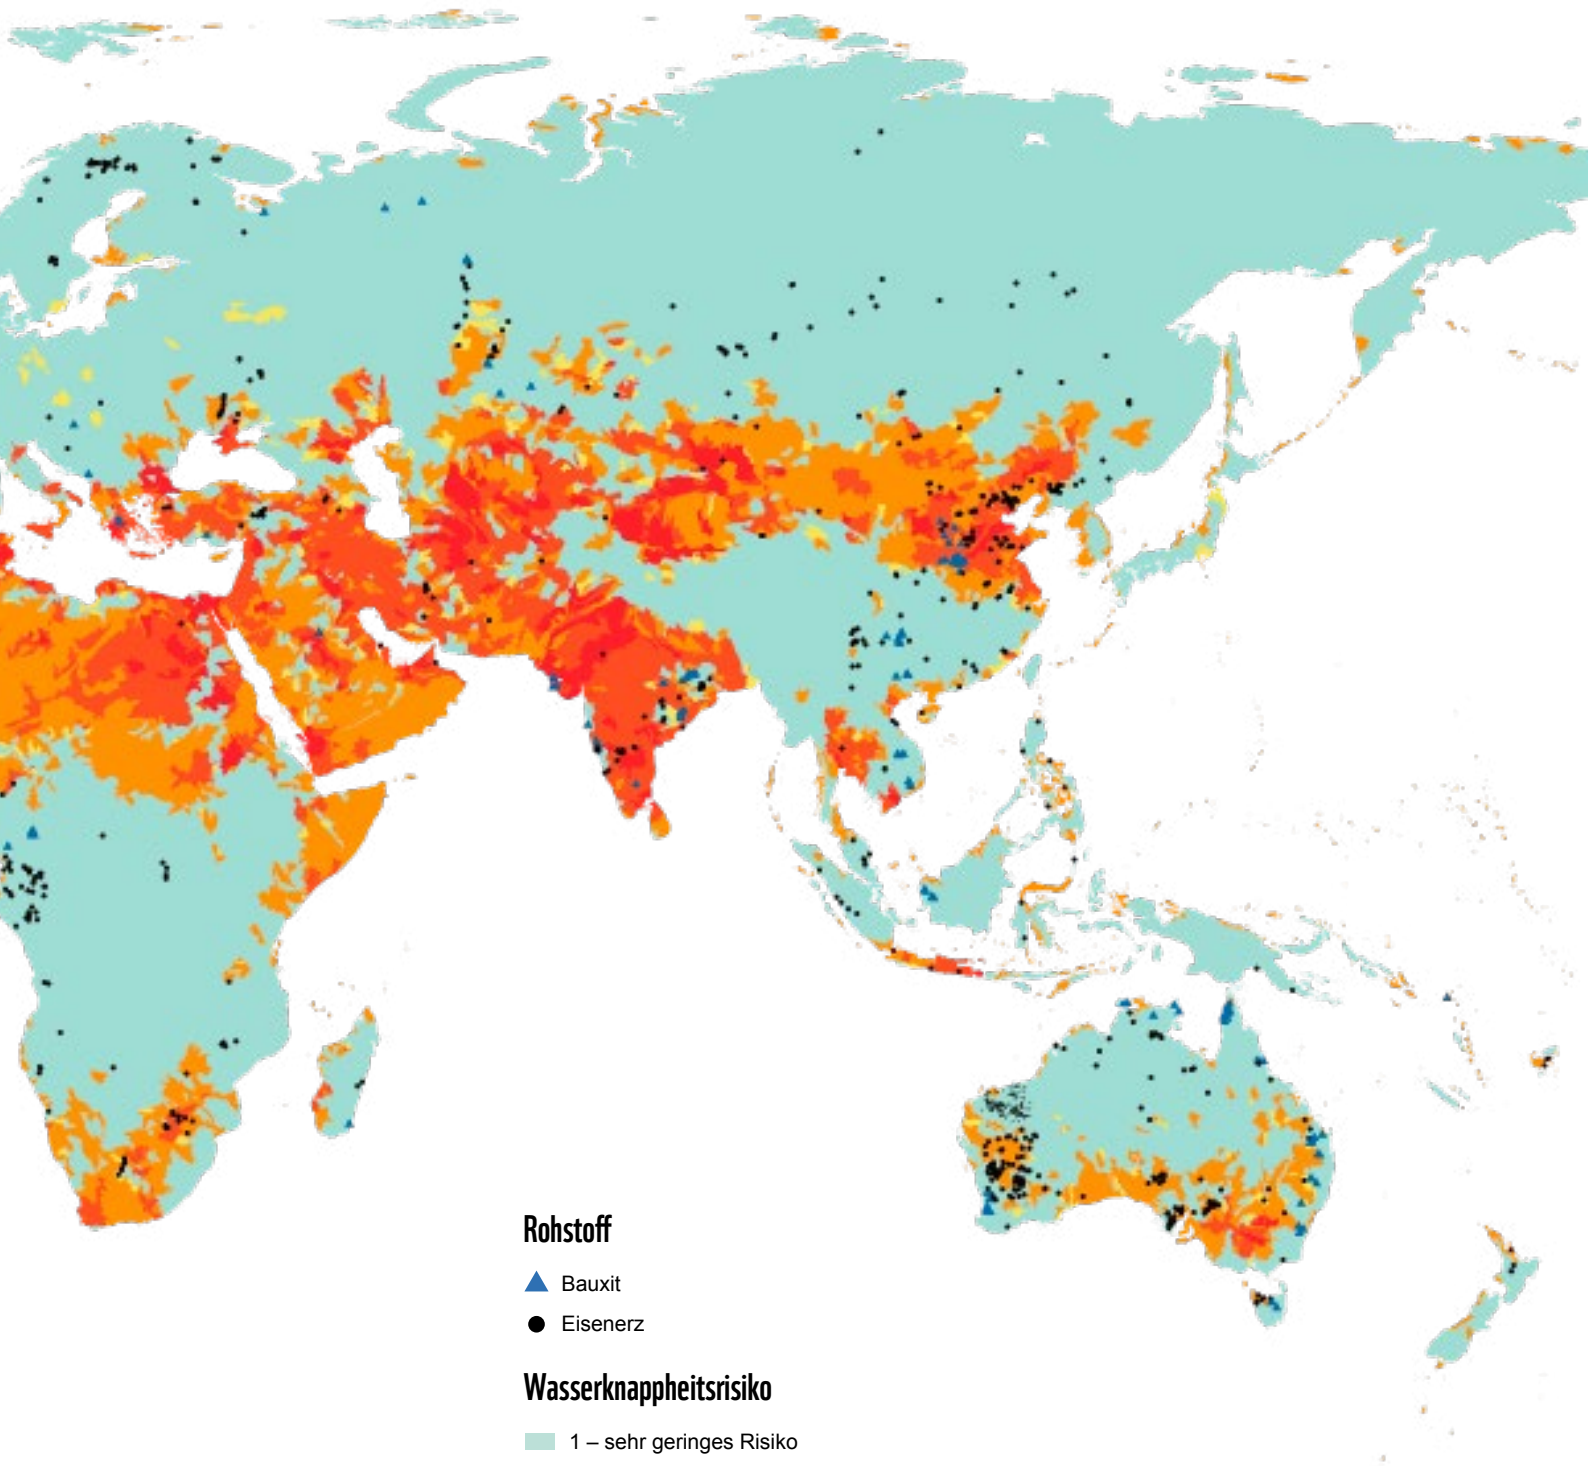 Rohstoff
Bauxit
Eisenerz
Wasserknappheitsrisiko
1 – sehr geringes Risiko